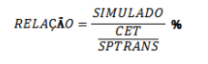 RELAÇÃO = SIMULADO %
CET
SPTRANS